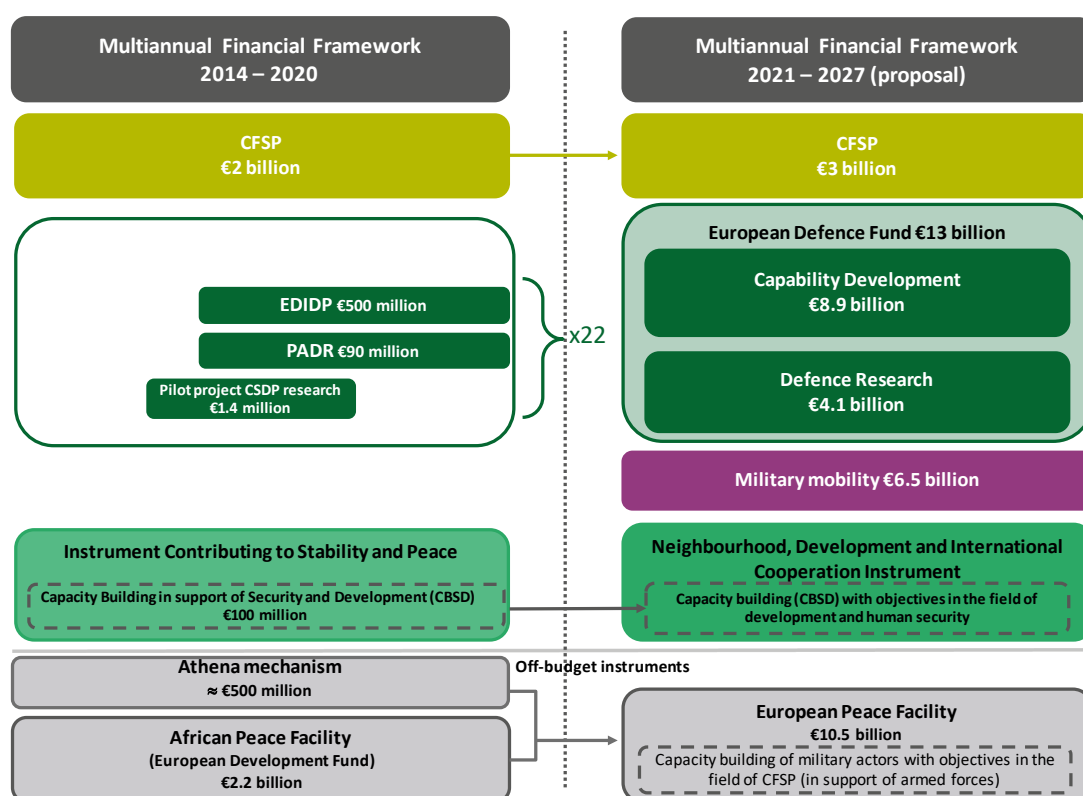 Multiannual Financial Framework
2014 – 2020
Multiannual Financial Framework
2021 – 2027 (proposal)
CFSP
€2 billion
CFSP
€3 billion
EDIDP €500 million
PADR €90 million
Pilot project CSDP research
€1.4 million
x22
European Defence Fund €13 billion
Capability Development
€8.9 billion
Defence Research
€4.1 billion
Military mobility €6.5 billion
Instrument Contributing to Stability and Peace
Capacity Building in support of Security and Development (CBSD)
€100 million
Neighbourhood, Development and International
Cooperation Instrument
Capacity building (CBSD) with objectives in the field of
development and human security
Off-budget instruments
Athena mechanism
≈ €500 million
African Peace Facility
(European Development Fund)
€2.2 billion
European Peace Facility
€10.5 billion
Capacity building of military actors with objectives in the
field of CFSP (in support of armed forces)